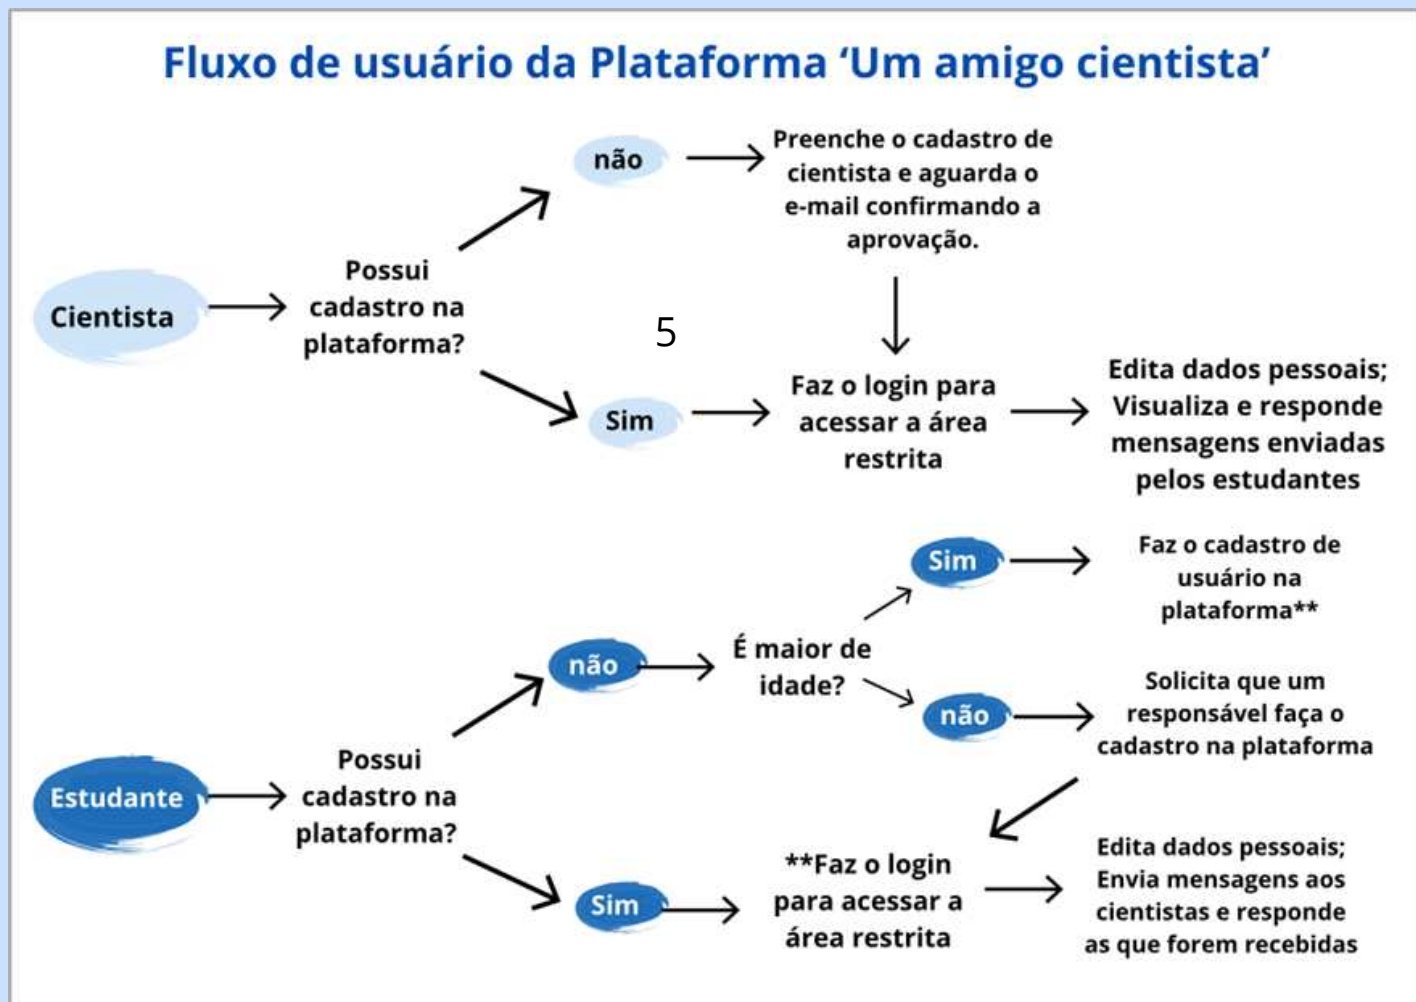 Fluxo de usuário da Plataforma ‘Um amigo cientista’
não
Preenche o cadastro de
cientista e aguarda o
e-mail confirmando a
aprovação.
Cientista
Possui
cadastro na
plataforma?
5
Sim
Faz o login para
acessar a área
restrita
Edita dados pessoais;
Visualiza e responde
mensagens enviadas
pelos estudantes
Estudante
Possui
cadastro na
plataforma?
não
É maior de
idade?
Sim
Faz o cadastro de
usuário na
plataforma**
não
Solicita que um
responsável faça o
cadastro na plataforma
Sim
**Faz o login
para acessar a
área restrita
Edita dados pessoais;
Envia mensagens aos
cientistas e responde
as que forem recebidas